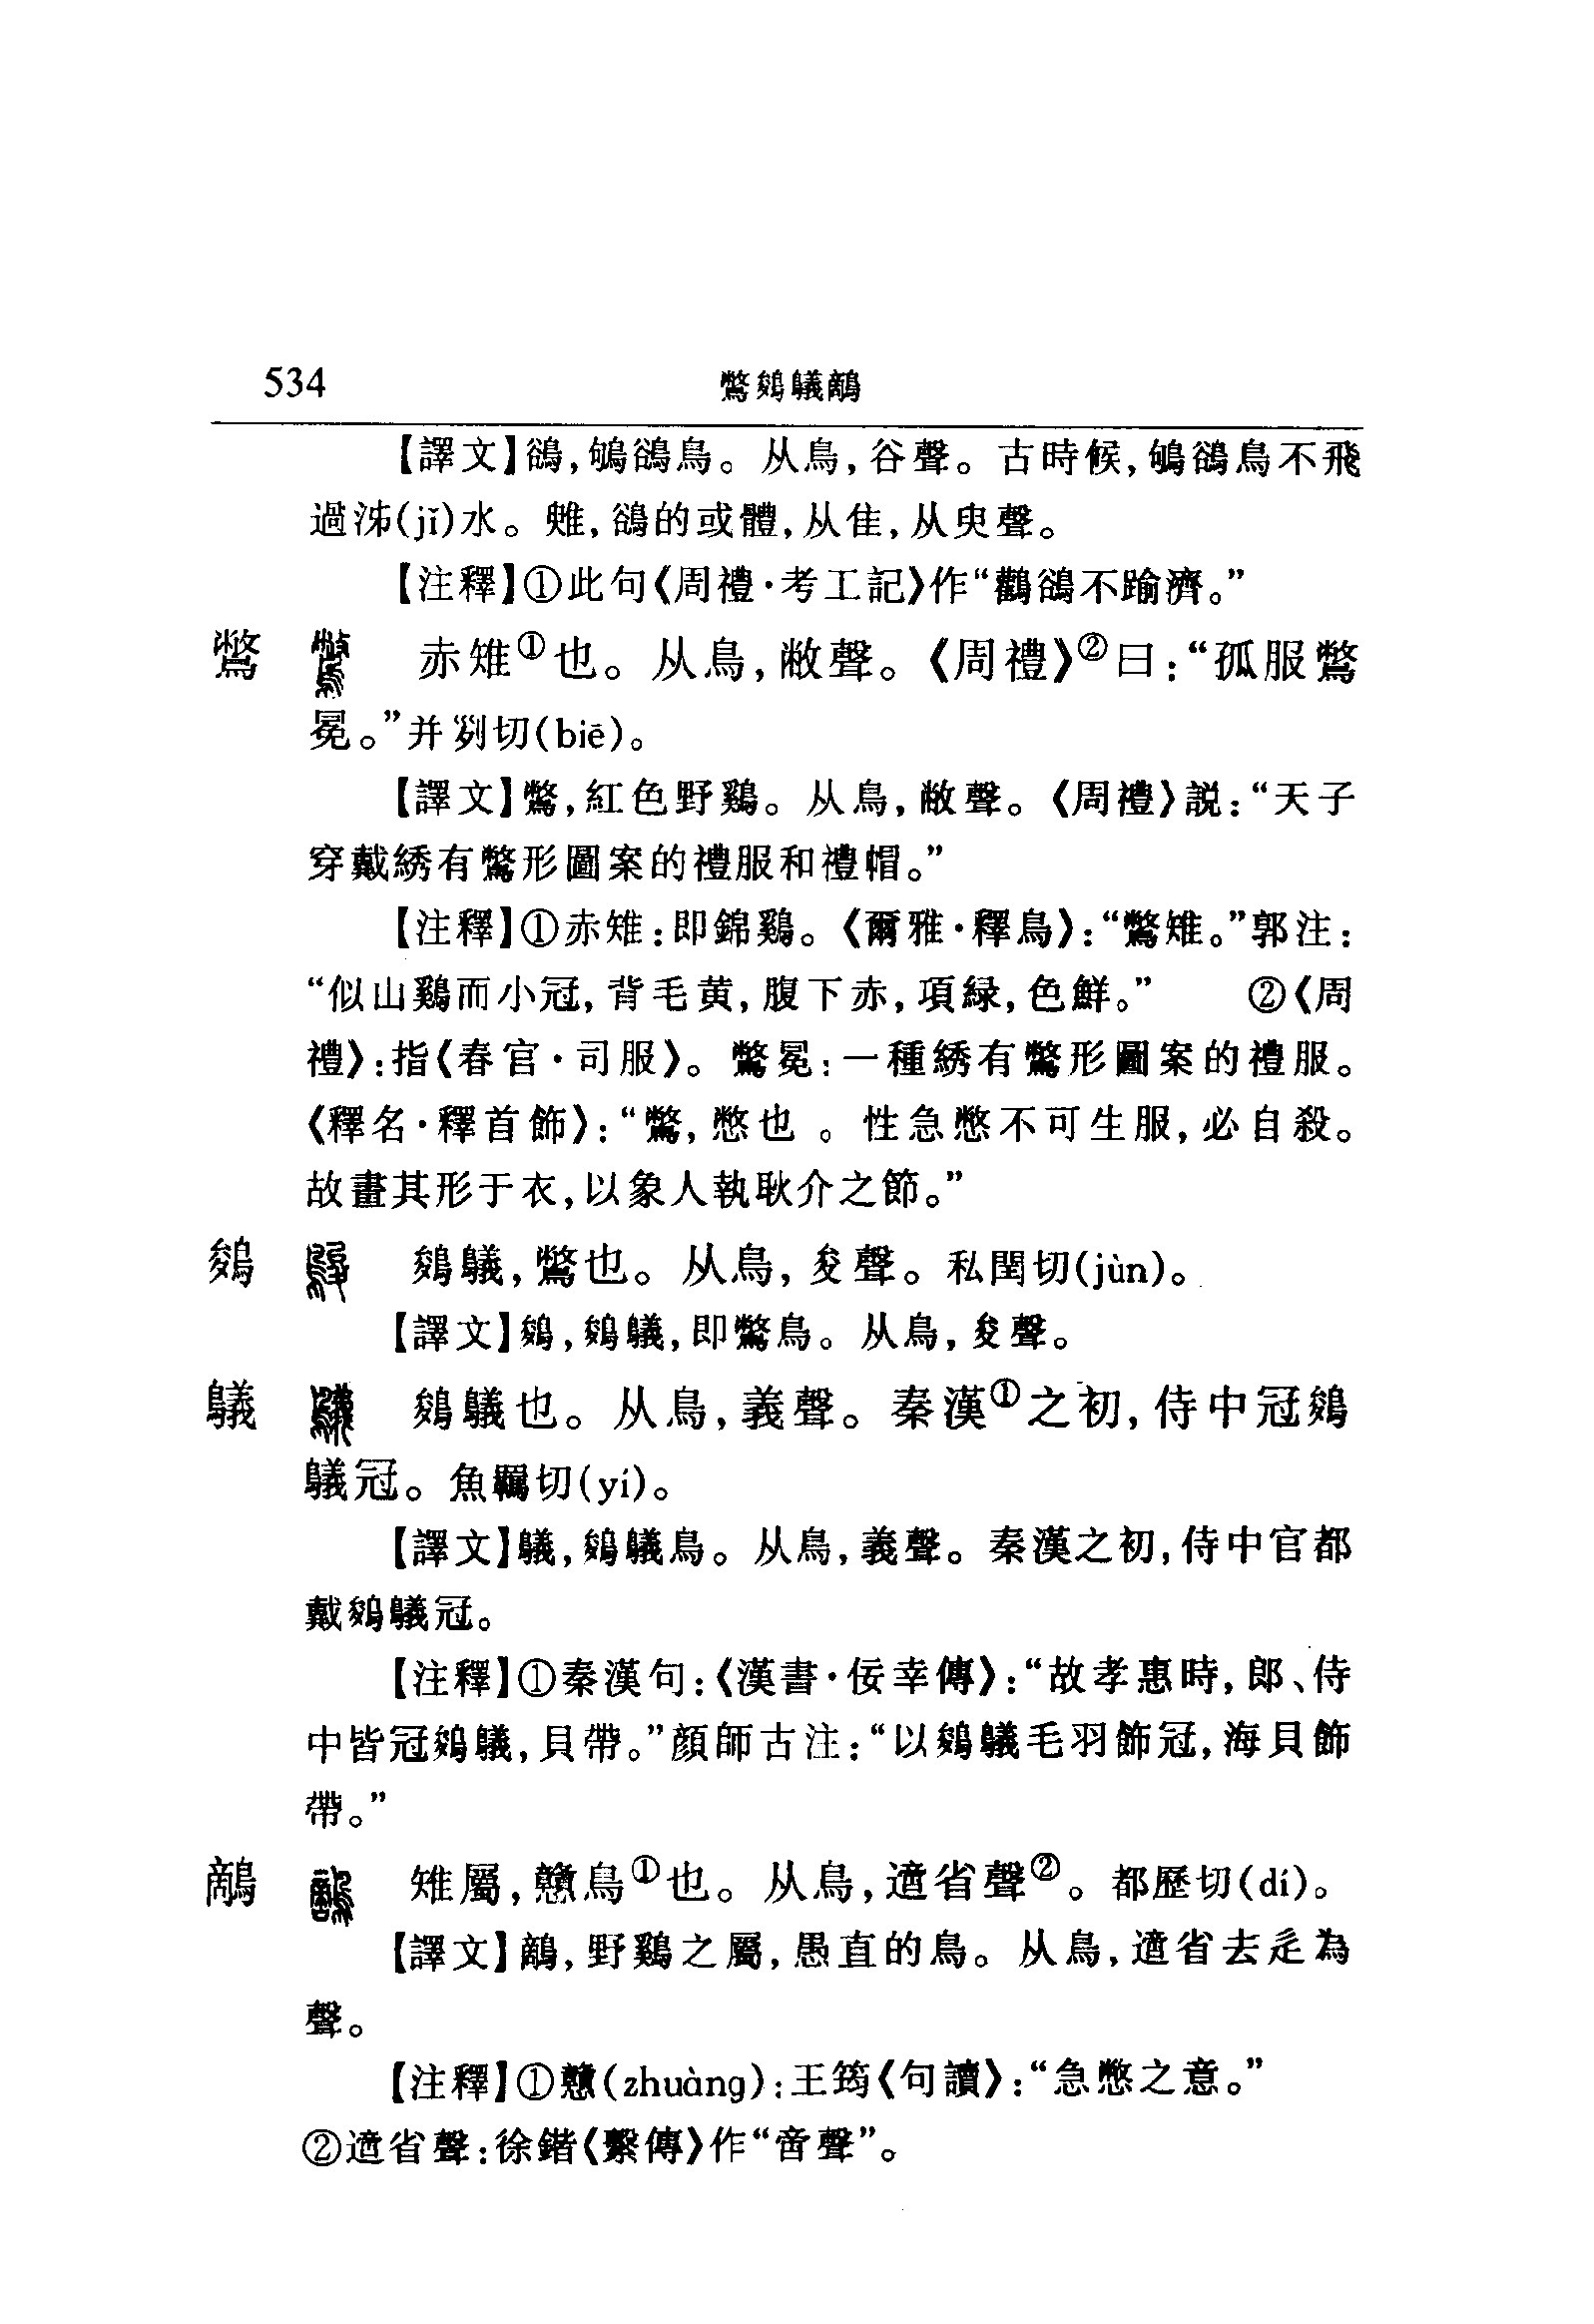 534
鷩鵔鸃鸐
【譯文】鵒,鴝鵒鳥。从鳥,谷聲。古時候,鴝鵒鳥不飛
過泲(jǐ)水。䧹,鵒的或體,从隹,从臾聲。
【注釋】①此句《周禮·考工記》作“鸛鵒不踰濟。”
鷩 赤雉①也。从鳥,敝聲。《周禮》②曰:“孤服鷩
冕。”并列切(biē)。
【譯文】鷩,紅色野鷄。从鳥,敝聲。《周禮》説:“天子
穿戴綉有鷩形圖案的禮服和禮帽。”
【注釋】①赤雉:即錦鷄。《爾雅·釋鳥》:“鷩雉。”郭注:
“似山鷄而小冠,背毛黄,腹下赤,項緑,色鮮。” ②《周
禮》:指《春官·司服》。鷩冕:一種綉有鷩形圖案的禮服。
《釋名·釋首飾》:“鷩,憋也。性急憋不可生服,必自殺。
故畫其形于衣,以象人執耿介之節。”
鵔 鵔鸃,鷩也。从鳥,夋聲。私閏切(jùn)。
【譯文】鵔,鵔鸃,即鷩鳥。从鳥,夋聲。
鸃 鵔鸃也。从鳥,義聲。秦漢①之初,侍中冠鵔
鸃冠。魚羈切(yí)。
【譯文】鸃,鵔鸃鳥。从鳥,義聲。秦漢之初,侍中官都
戴鵔鸃冠。
【注釋】①秦漢句:《漢書·佞幸傳》:“故孝惠時,郎、侍
中皆冠鵔鸃,貝帶。”顔師古注:“以鵔鸃毛羽飾冠,海貝飾
帶。”
鷸 雉屬,戇鳥①也。从鳥,適省聲②。都歷切(dí)。
【譯文】䳭,野鷄之屬,愚直的鳥。从鳥,適省去辵為
聲。
【注釋】①戇(zhuàng):王筠《句讀》:“急憋之意。”
②適省聲:徐鍇《繫傳》作“啻聲”。